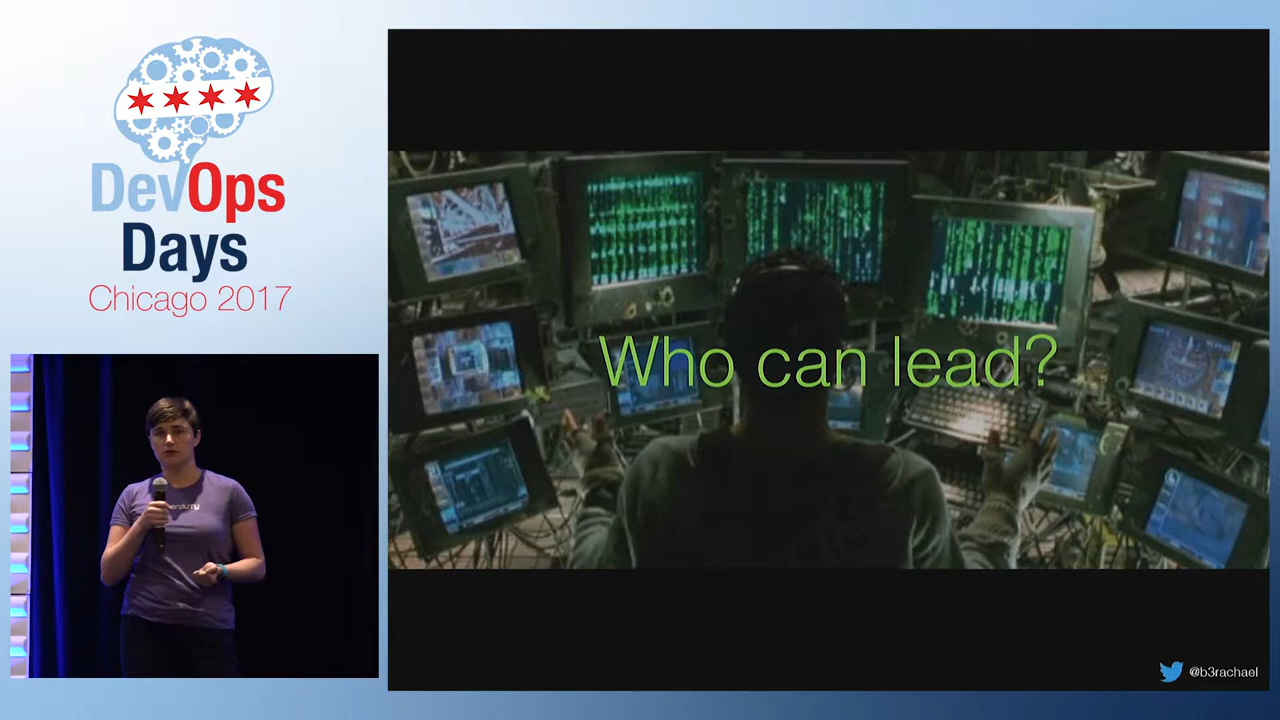 DevOps
Days
Chicago 2017
Who can lead?
@b3rachael